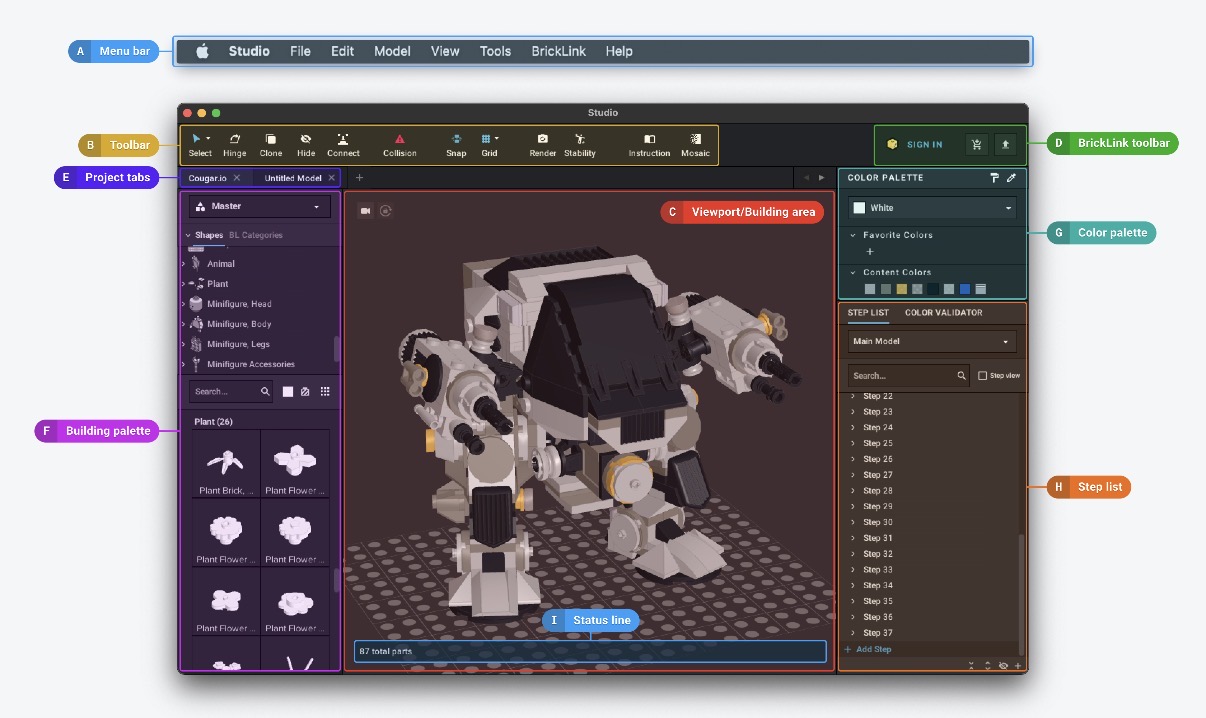 A Menu bar
Studio File Edit Model View Tools BrickLink Help
Studio
B Toolbar
Select Hinge Clone Hide Connect Collision Snap Grid Render Stability Instruction Mosaic
SIGN IN
D BrickLink toolbar
E Project tabs
Cougar.io Untitled Model
COLOR PALETTE
Master
White
C Viewport/Building area
G Color palette
Shapes BL Categories
Favorite Colors
Animal
Content Colors
Plant
Minifigure, Head
STEP LIST COLOR VALIDATOR
Minifigure, Body
Minifigure, Legs
Main Model
Minifigure Accessories
Search...
Search... Step view
Plant (26)
F Building palette
Plant Brick, ... Plant Flower ...
Plant Flower ... Plant Flower ...
Plant Flower ... Plant Flower ...
Step 22
Step 23
Step 24
Step 25
Step 26
Step 27
Step 28
Step 29
Step 30
Step 31
Step 32
Step 33
Step 34
Step 35
Step 36
Step 37
Add Step
H Step list
I Status line
87 total parts